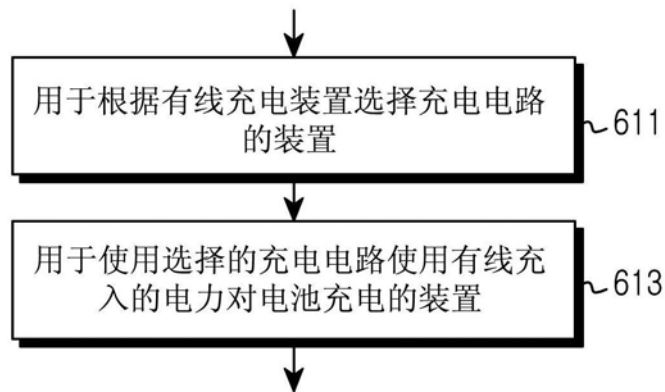 用于根据有线充电装置选择充电电路
的装置
611
用于使用选择的充电电路使用有线充
入的电力对电池充电的装置
613